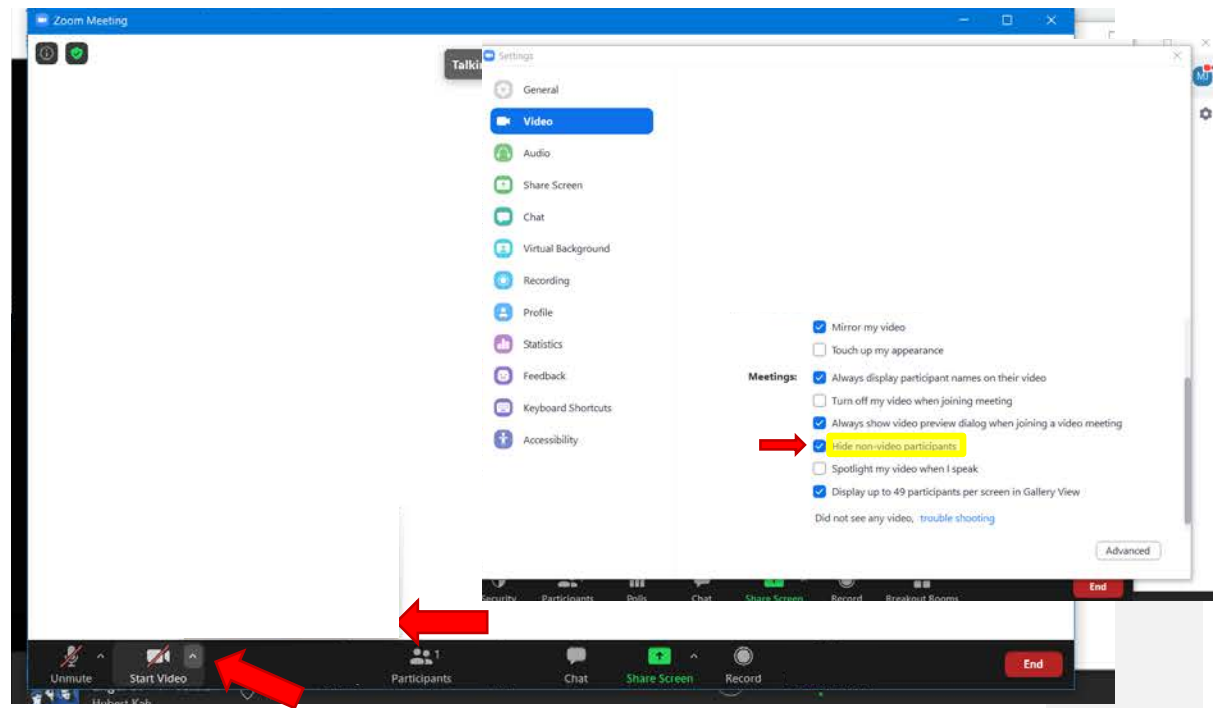 Zoom Meeting
Talki
Settings
MJ
General
Video
Audio
Share Screen
Chat
Virtual Background
Recording
Profile
Statistics
Feedback
Keyboard Shortcuts
Accessibility
Mirror my video
Touch up my appearance
Meetings: Always display participant names on their video
Turn off my video when joining meeting
Always show video preview dialog when joining a video meeting
Hide non-video participants
Spotlight my video when I speak
Display up to 49 participants per screen in Gallery View
Did not see any video, trouble shooting
Advanced
Security Participants Polls Chat Share Screen Record Breakout Rooms End
Unmute Start Video 1 Participants Chat Share Screen Record End
Hubert Kah